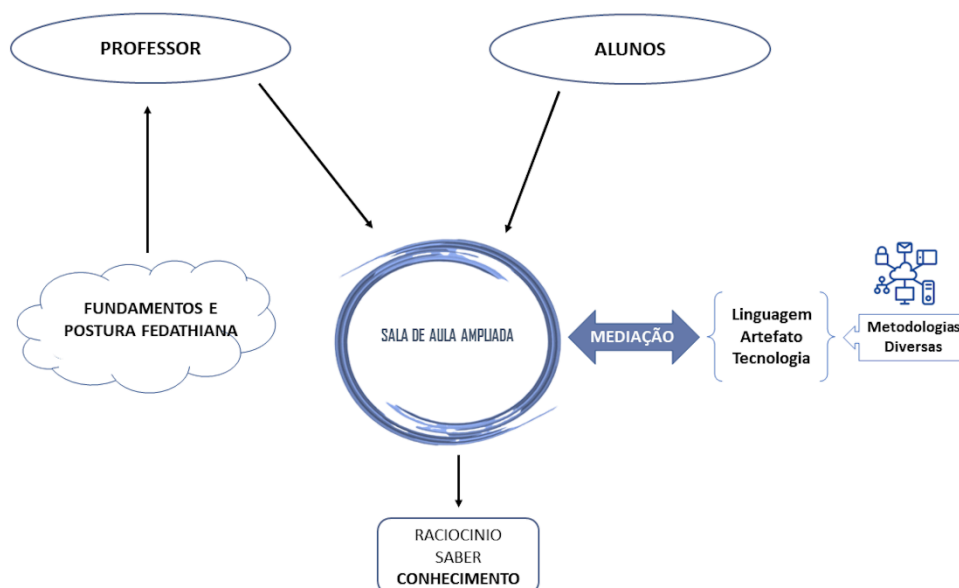 PROFESSOR
ALUNOS
FUNDAMENTOS E
POSTURA FEDATHIANA
SALA DE AULA AMPLIADA
MEDIAÇÃO
Linguagem
Artefato
Tecnologia
Metodologias
Diversas
RACIOCINIO
SABER
CONHECIMENTO